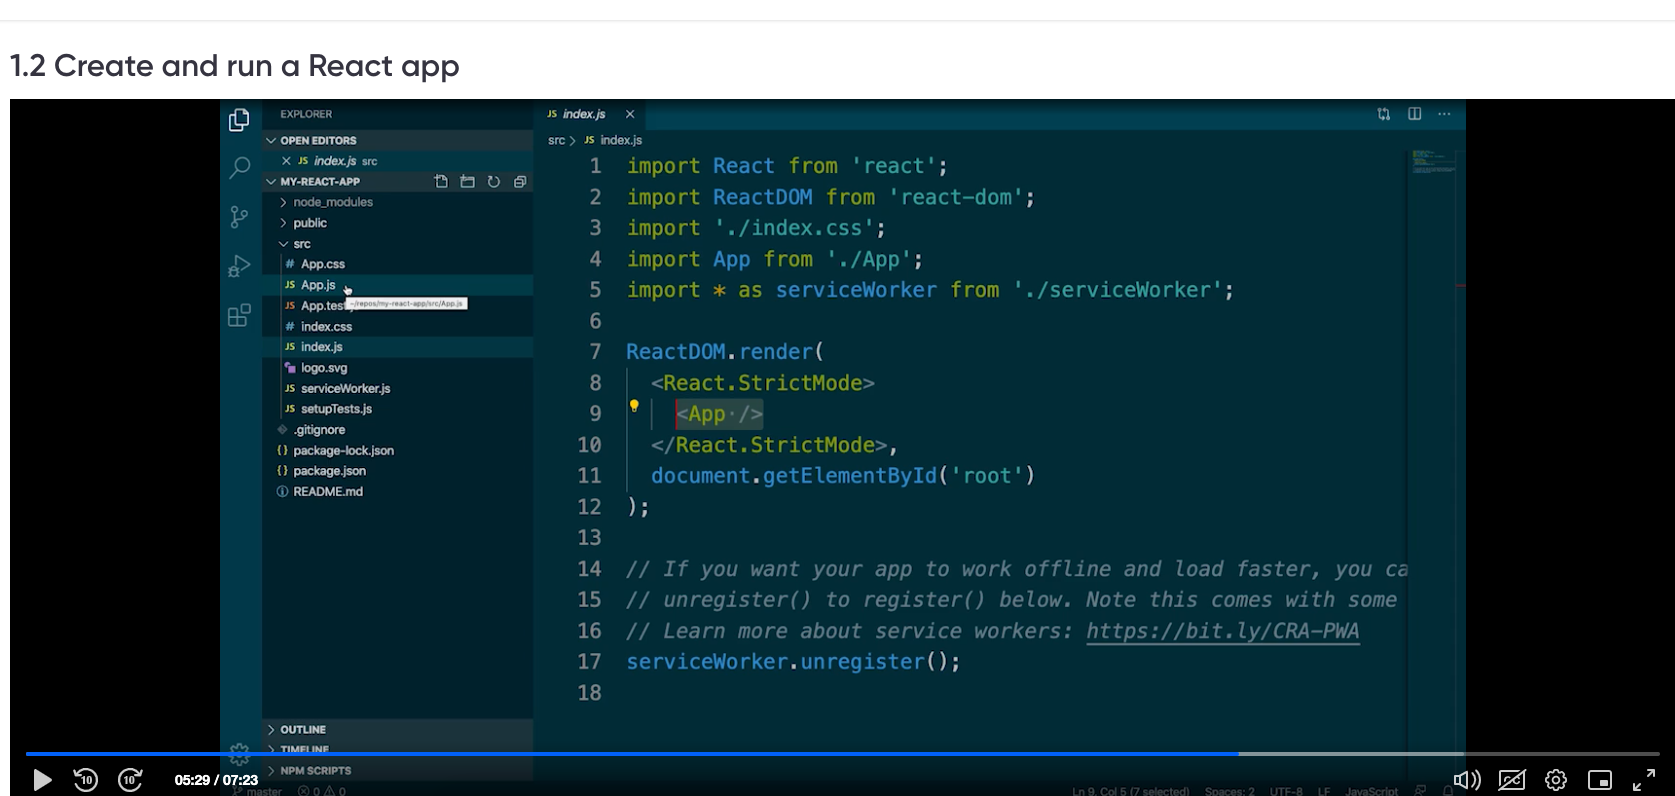 1.2 Create and run a React app
EXPLORER
OPEN EDITORS
JS index.js src
MY-REACT-APP
node_modules
public
src
# App.css
JS App.js
~/repos/my-react-app/src/App.js
JS App.test
# index.css
JS index.js
logo.svg
JS serviceWorker.js
JS setupTests.js
.gitignore
{} package-lock.json
{} package.json
README.md
OUTLINE
TIMELINE
NPM SCRIPTS
JS index.js
src > JS index.js
1 import React from 'react';
2 import ReactDOM from 'react-dom';
3 import './index.css';
4 import App from './App';
5 import * as serviceWorker from './serviceWorker';
6
7 ReactDOM.render(
8 <React.StrictMode>
9 <App />
10 </React.StrictMode>,
11 document.getElementById('root')
12 );
13
14 // If you want your app to work offline and load faster, you ca
15 // unregister() to register() below. Note this comes with some
16 // Learn more about service workers: https://bit.ly/CRA-PWA
17 serviceWorker.unregister();
18
10 10 05:29 / 07:23
master 0 0 Ln 9, Col 5 (7 selected) Spaces: 2 UTF-8 LF JavaScript